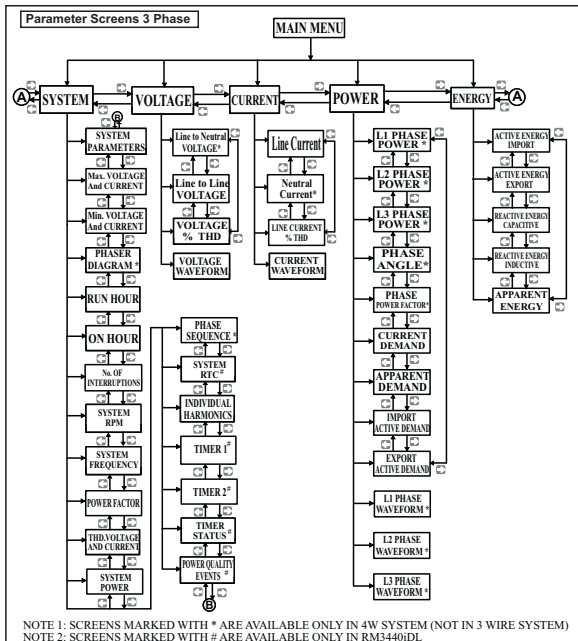 Parameter Screens 3 Phase
MAIN MENU
A
SYSTEM
VOLTAGE
CURRENT
POWER
ENERGY
A
B
SYSTEM
PARAMETERS
Max. VOLTAGE
And CURRENT
Min. VOLTAGE
And CURRENT
PHASER
DIAGRAM *
RUN HOUR
ON HOUR
No. OF
INTERRUPTIONS
SYSTEM
RPM
SYSTEM
FREQUENCY
POWER FACTOR
THD.VOLTAGE
AND CURRENT
SYSTEM
POWER
PHASE
SEQUENCE*
SYSTEM
RTC#
INDIVIDUAL
HARMONICS
TIMER 1#
TIMER 2#
TIMER
STATUS #
POWER QUALITY
EVENTS #
B
Line to Neutral
VOLTAGE*
Line to Line
VOLTAGE
VOLTAGE
% THD
VOLTAGE
WAVEFORM
Line Current
Neutral
Current*
LINE CURRENT
% THD
CURRENT
WAVEFORM
L1 PHASE
POWER *
L2 PHASE
POWER *
L3 PHASE
POWER *
PHASE
ANGLE*
PHASE
POWER FACTOR*
CURRENT
DEMAND
APPARENT
DEMAND
IMPORT
ACTIVE DEMAND
EXPORT
ACTIVE DEMAND
L1 PHASE
WAVEFORM *
L2 PHASE
WAVEFORM *
L3 PHASE
WAVEFORM *
ACTIVE ENERGY
IMPORT
ACTIVE ENERGY
EXPORT
REACTIVE ENERGY
CAPACITIVE
REACTIVE ENERGY
INDUCTIVE
APPARENT
ENERGY
NOTE 1: SCREENS MARKED WITH * ARE AVAILABLE ONLY IN 4W SYSTEM (NOT IN 3 WIRE SYSTEM)
NOTE 2: SCREENS MARKED WITH # ARE AVAILABLE ONLY IN RM3440iDL